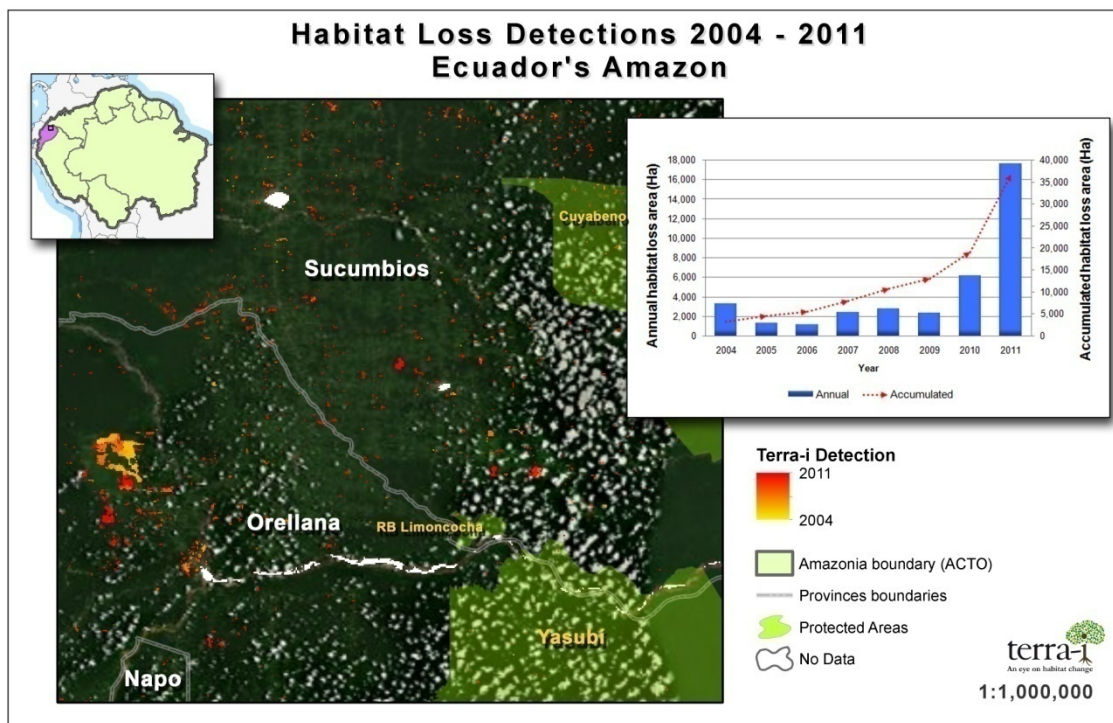 Habitat Loss Detections 2004 - 2011
Ecuador's Amazon
Cuyabeno
Sucumbios
Orellana
RB Limoncocha
Yasubi
Napo
Annual habitat loss area (Ha)
18,000
16,000
14,000
12,000
10,000
8,000
6,000
4,000
2,000
0
40,000
35,000
30,000
25,000
20,000
15,000
10,000
5,000
0
Accumulated habitat loss area (Ha)
2004 2005 2006 2007 2008 2009 2010 2011
Year
Annual Accumulated
Terra-i Detection
2011
2004
Amazonia boundary (ACTO)
Provinces boundaries
Protected Areas
No Data
terra-i
An eye on habitat change
1:1,000,000